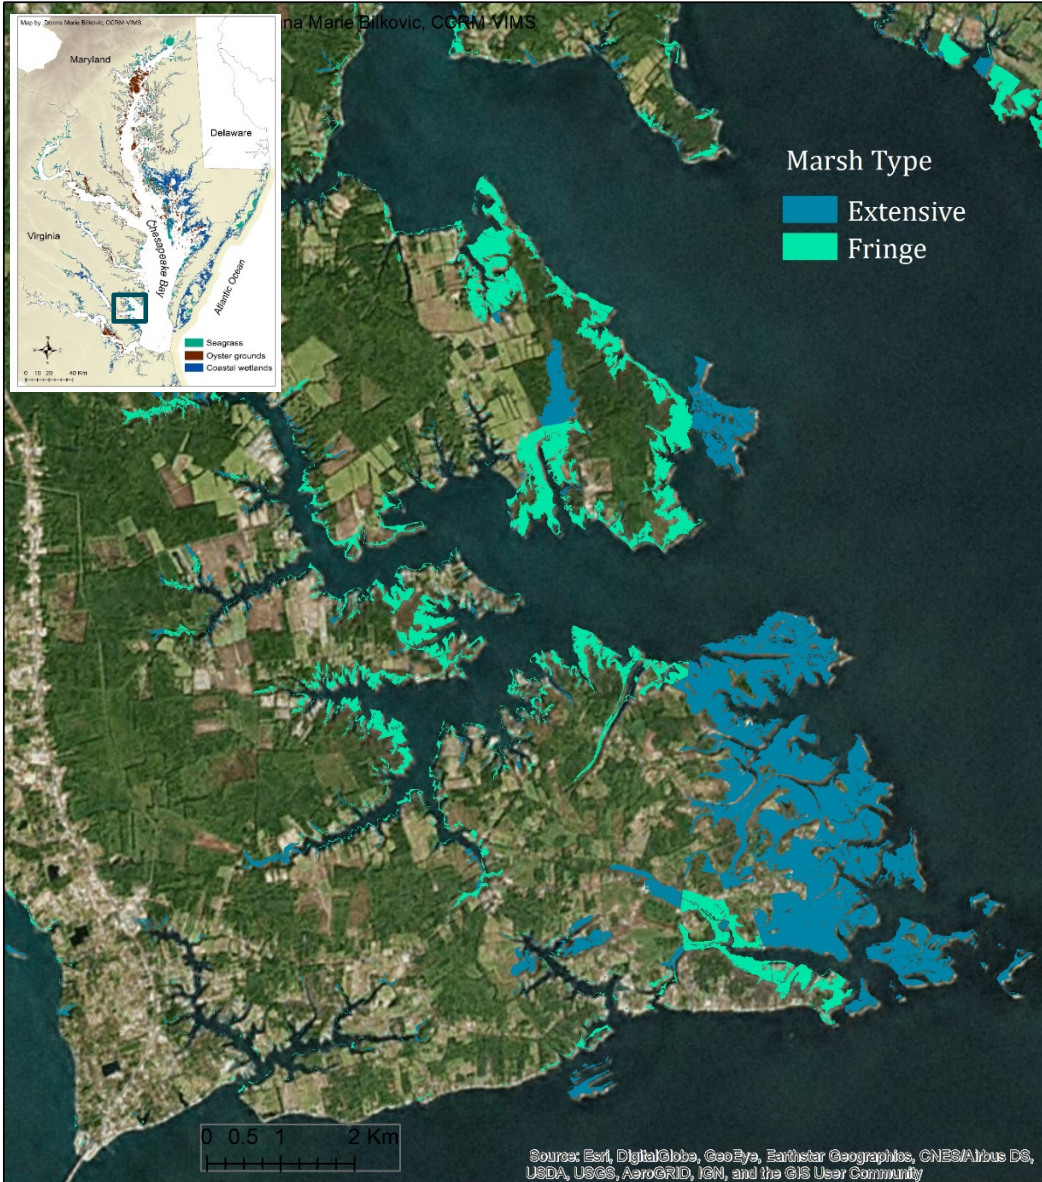 Map by: Donna Marie Bilkovic, CCRM-VIMS
na Marie Bilkovic, CCRM-VIMS
Maryland
Delaware
Virginia
Chesapeake Bay
Atlantic Ocean
N
Seagrass
Oyster grounds
Coastal wetlands
0 10 20 40 Km
Marsh Type
Extensive
Fringe
0 0.5 1 2 Km
Source: Esri, DigitalGlobe, GeoEye, Earthstar Geographics, CNES/Airbus DS,
USDA, USGS, AeroGRID, IGN, and the GIS User Community